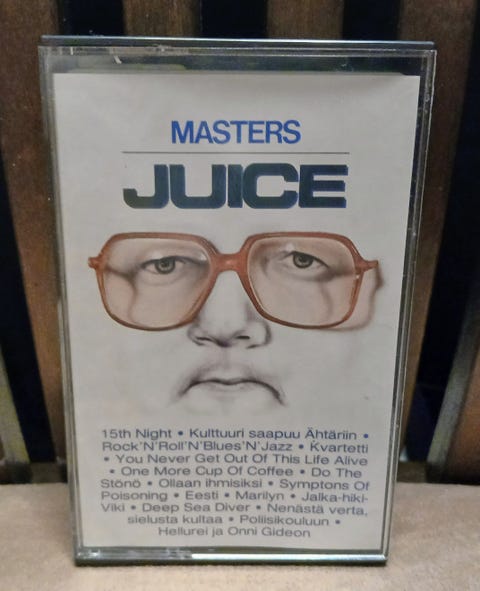 MASTERS
JUICE
15th Night • Kulttuuri saapuu Ähtäriin •
Rock'N'Roll'N'Blues'N'Jazz • Kvartetti
• You Never Get Out Of This Life Alive
• One More Cup Of Coffee • Do The
Stönö • Ollaan ihmisiksi • Symptons Of
Poisoning • Eesti • Marilyn • Jalka-hiki-
Viki • Deep Sea Diver • Nenästä verta,
sielusta kultaa • Poliisikouluun •
Hellurei ja Onni Gideon